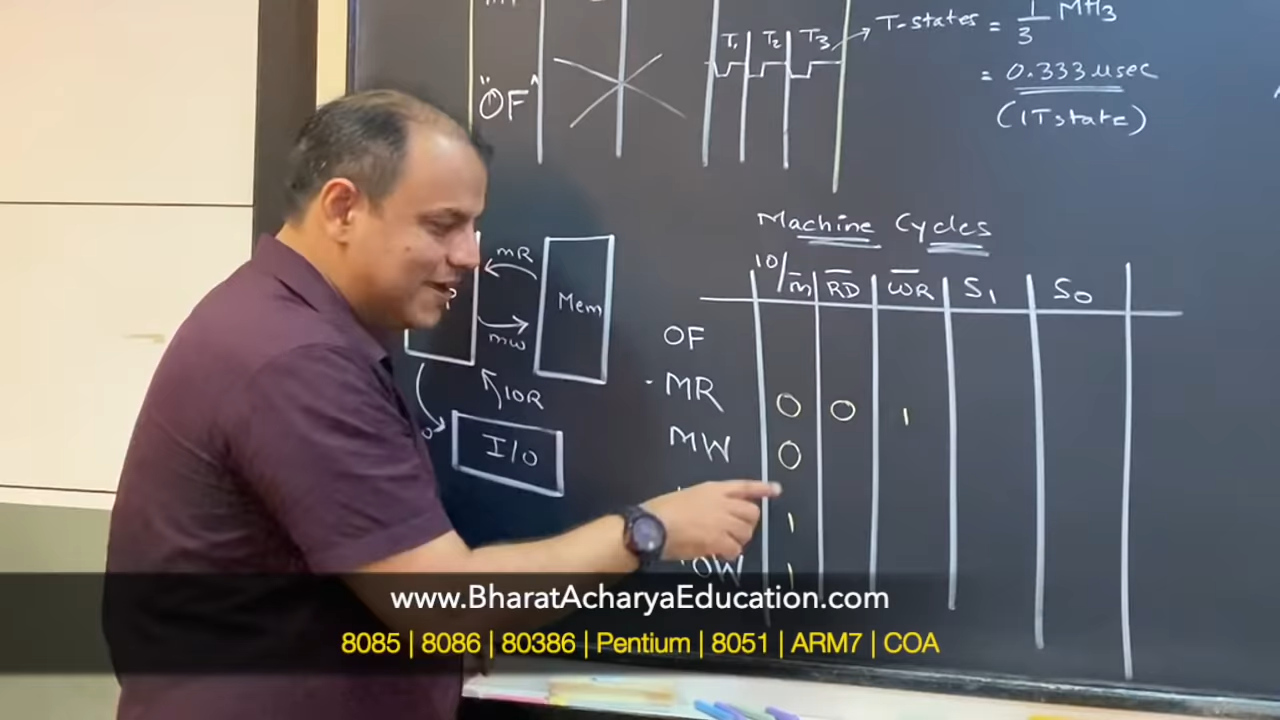 T₁ T₂ T₃ T-states = 1/3 MHz
= 0.333 μsec
(1 T state)
"OF"
Machine Cycles
IO/m̅ R̅D̅ W̅R̅ S₁ S₀
mR
Mem
mw
IOR
I/O
OF
MR 0 0 1
MW 0
1
IOW 1
www.BharatAcharyaEducation.com
8085 | 8086 | 80386 | Pentium | 8051 | ARM7 | COA